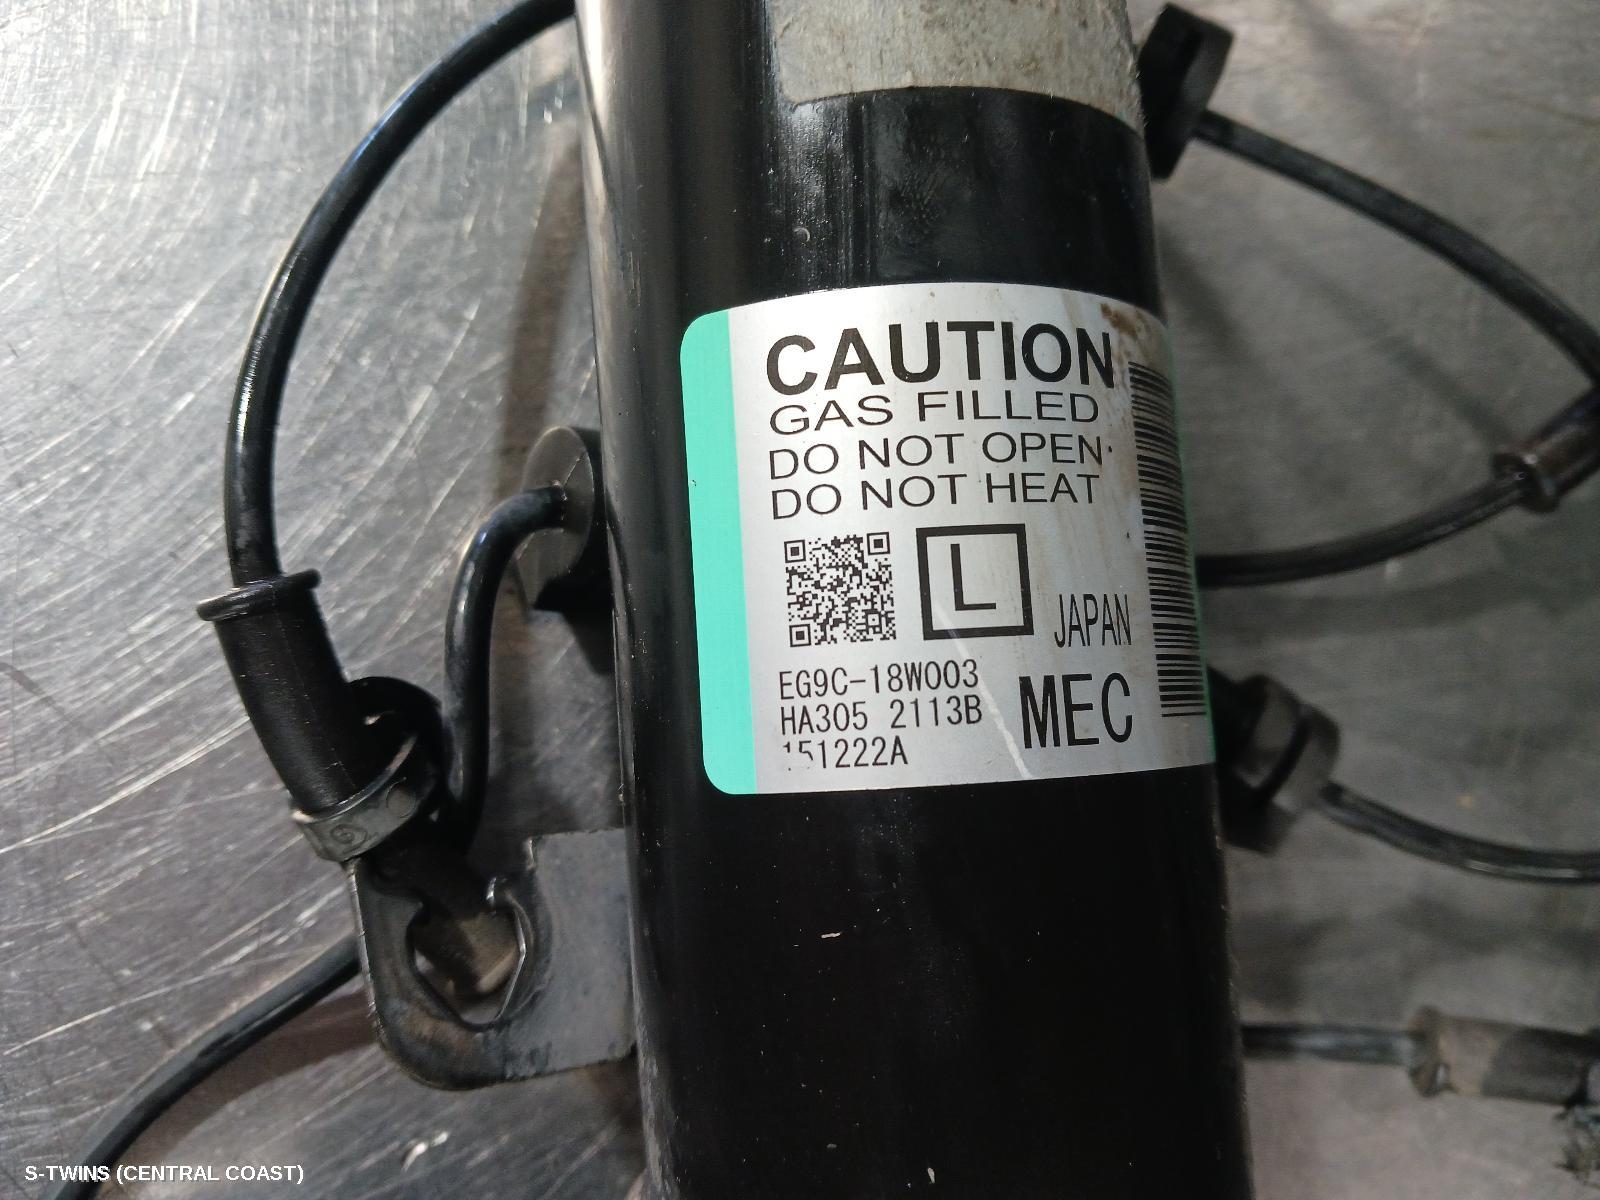 CAUTION
GAS FILLED
DO NOT OPEN
DO NOT HEAT
L
JAPAN
EG9C-18W003
HA305 2113B
MEC
S-TWINS (CENTRAL COAST)